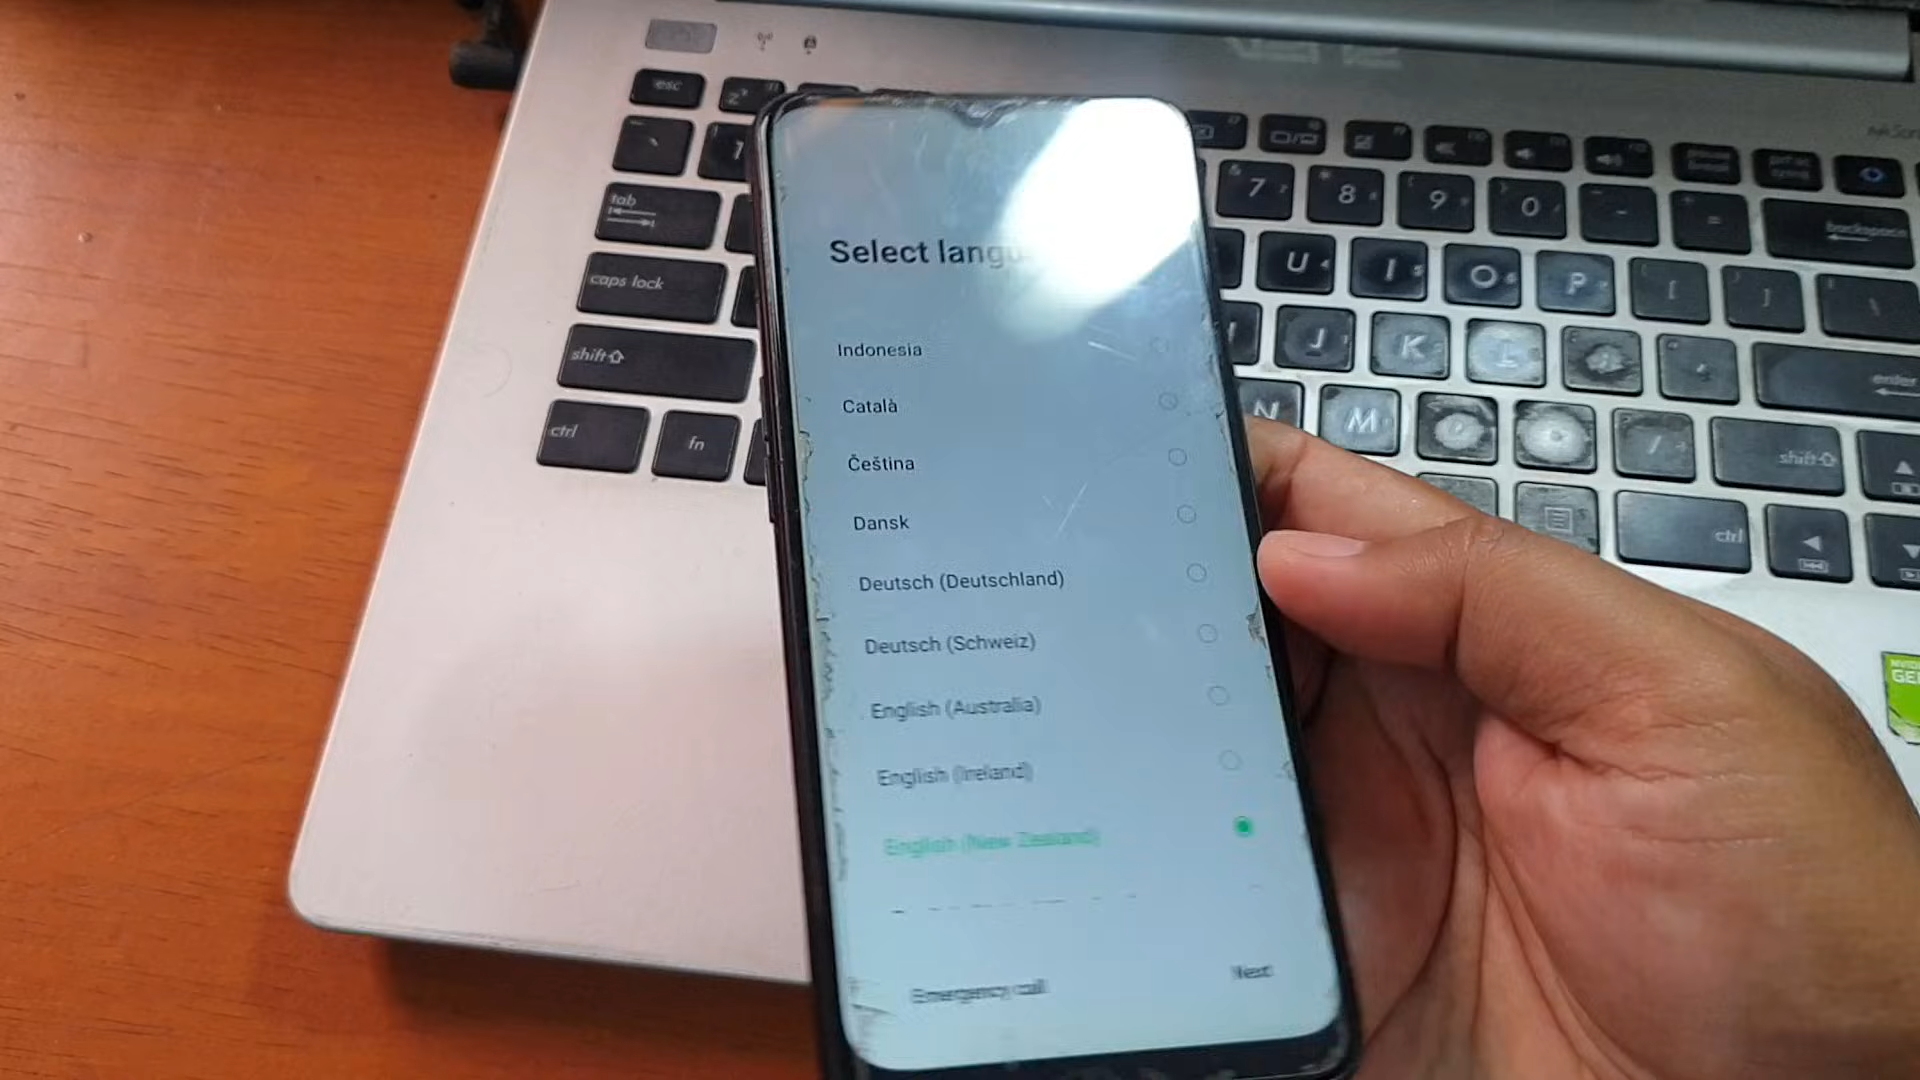 esc
tab
caps lock
shift
ctrl
fn
7
8
9
0
-
=
backspace
U
I
O
P
[
]
\
J
K
L
enter
N
M
/
shift
ctrl
Select
Indonesia
Català
Čeština
Dansk
Deutsch (Deutschland)
Deutsch (Schweiz)
English (Australia)
English (Ireland)
English (New Zealand)
Emergency call
Next